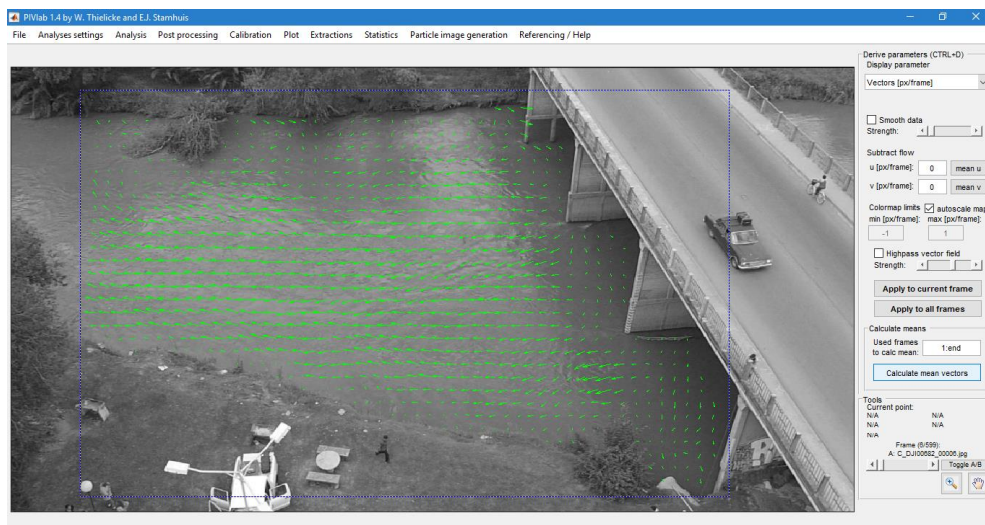 PIVlab 1.4 by W. Thielicke and E.J. Stamhuis
File Analyses settings Analysis Post processing Calibration Plot Extractions Statistics Particle image generation Referencing / Help
Derive parameters (CTRL+D)
Display parameter
Vectors [px/frame]
Smooth data
Strength:
Subtract flow
u [px/frame]: 0 mean u
v [px/frame]: 0 mean v
Colormap limits autoscale map
min [px/frame]: max [px/frame]:
-1 1
Highpass vector field
Strength:
Apply to current frame
Apply to all frames
Calculate means
Used frames
to calc mean: 1:end
Calculate mean vectors
Tools
Current point:
N/A N/A
N/A N/A
N/A
Frame (6/599):
A: C_DJI00682_00006.jpg
Toggle A/B